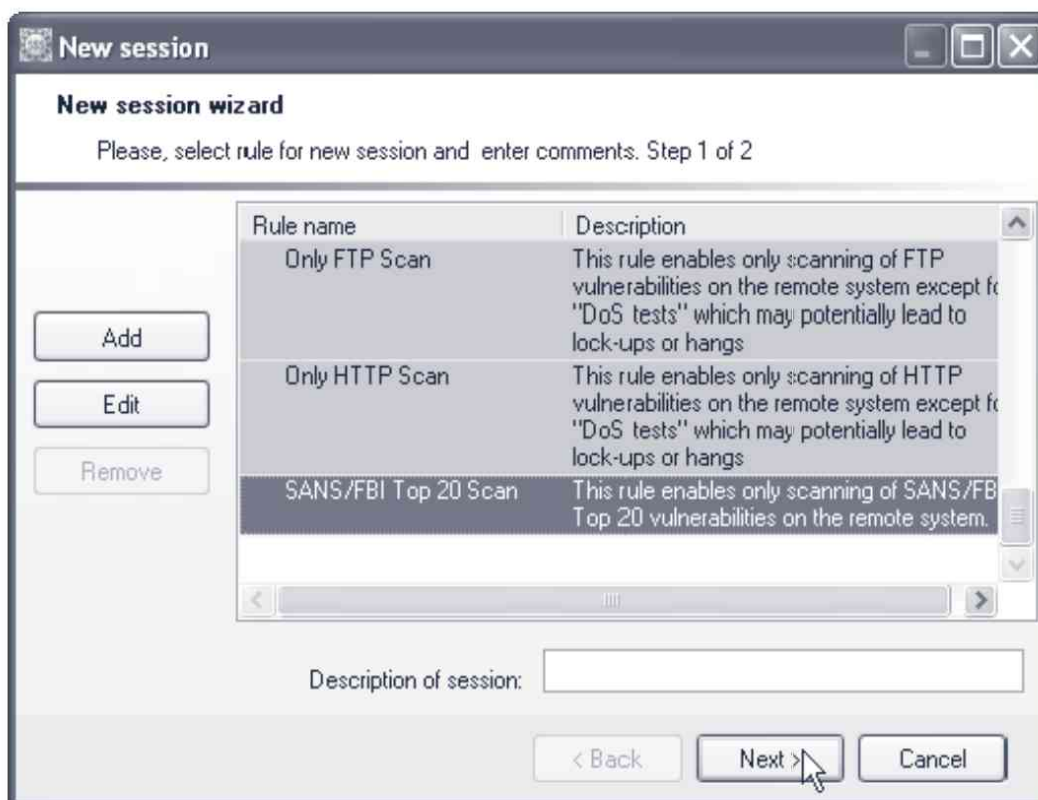 New session
New session wizard
Please, select rule for new session and enter comments. Step 1 of 2
Rule name Description
Only FTP Scan This rule enables only scanning of FTP
vulnerabilities on the remote system except fo
"DoS tests" which may potentially lead to
lock-ups or hangs
Add
Only HTTP Scan This rule enables only scanning of HTTP
Edit vulnerabilities on the remote system except fo
"DoS tests" which may potentially lead to
lock-ups or hangs
Remove
SANS/FBI Top 20 Scan This rule enables only scanning of SANS/FB
Top 20 vulnerabilities on the remote system.
Description of session:
< Back Next > Cancel